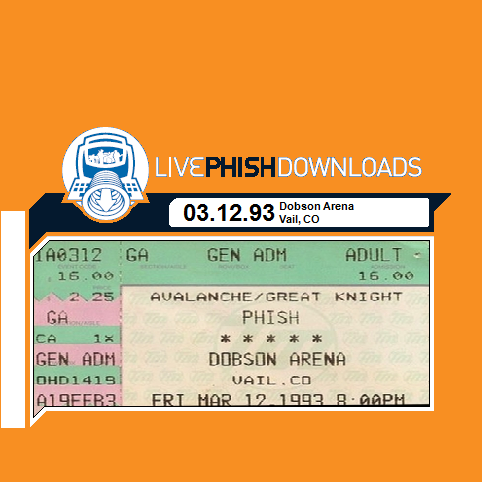 LIVEPHISHDOWNLOADS
03.12.93
Dobson Arena
Vail, CO
1A0312 GA GEN ADM ADULT
16.00 16.00
2.25 AVALANCHE/GREAT KNIGHT
GA PHISH
CA 1x * * * * *
GEN ADM DOBSON ARENA
OHD1419 VAIL.CO
A19FEB3 FRI MAR 12,1993 8:00PM